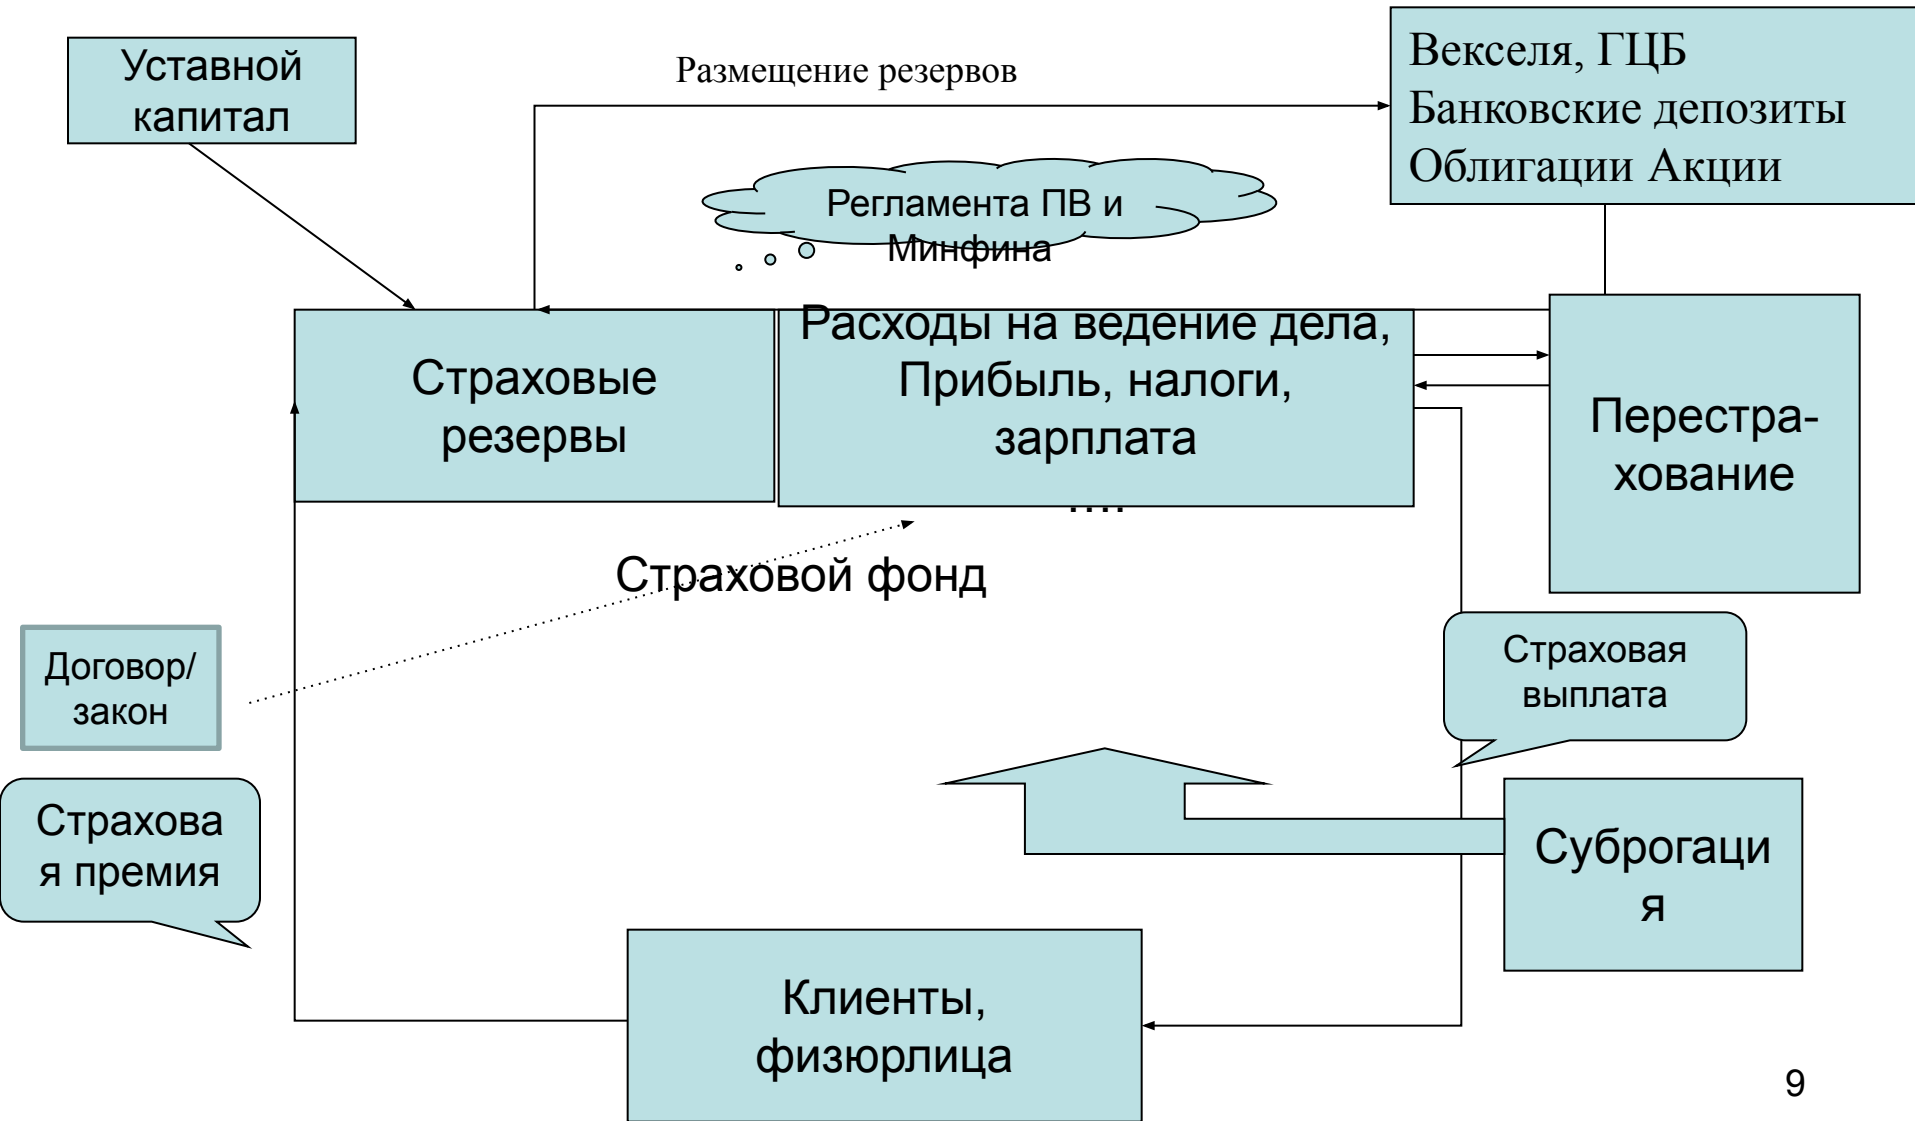 Уставной
капитал
Размещение резервов
Векселя, ГЦБ
Банковские депозиты
Облигации Акции
Регламента ПВ и
Минфина
Страховые
резервы
Расходы на ведение дела,
Прибыль, налоги,
зарплата
....
Перестра-
хование
Страховой фонд
Договор/
закон
Страховая
выплата
Страхова
я премия
Суброгаци
я
Клиенты,
физюрлица
9